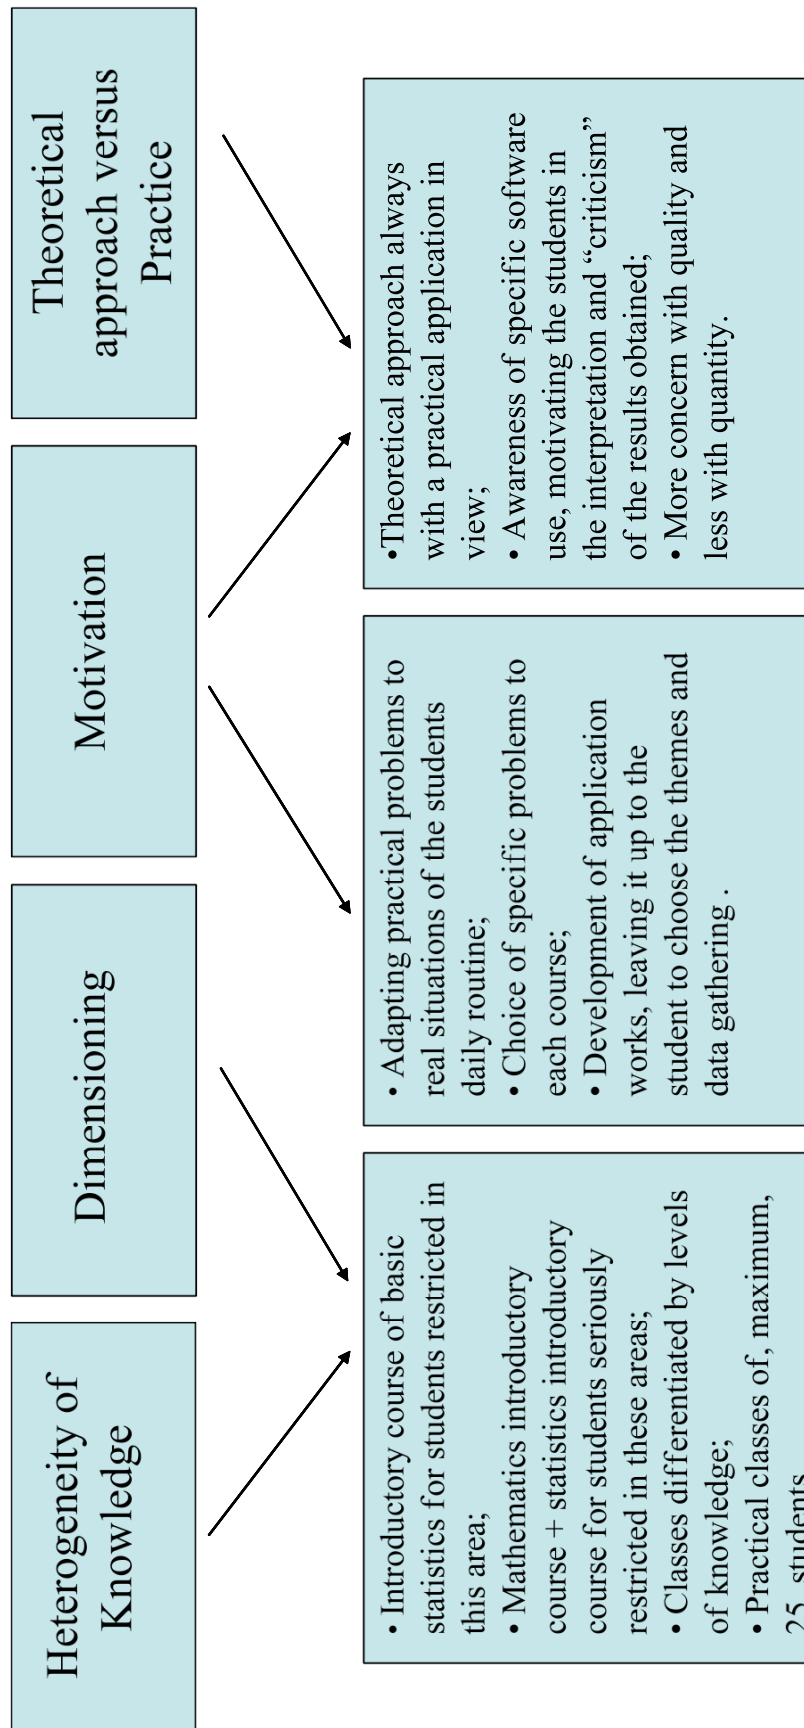 Heterogeneity of
Knowledge
Dimensioning
Motivation
Theoretical
approach versus
Practice
• Introductory course of basic
statistics for students restricted in
this area;
• Mathematics introductory
course + statistics introductory
course for students seriously
restricted in these areas;
• Classes differentiated by levels
of knowledge;
• Practical classes of, maximum,
25 students
• Adapting practical problems to
real situations of the students
daily routine;
• Choice of specific problems to
each course;
• Development of application
works, leaving it up to the
student to choose the themes and
data gathering .
•Theoretical approach always
with a practical application in
view;
• Awareness of specific software
use, motivating the students in
the interpretation and “criticism”
of the results obtained;
• More concern with quality and
less with quantity.